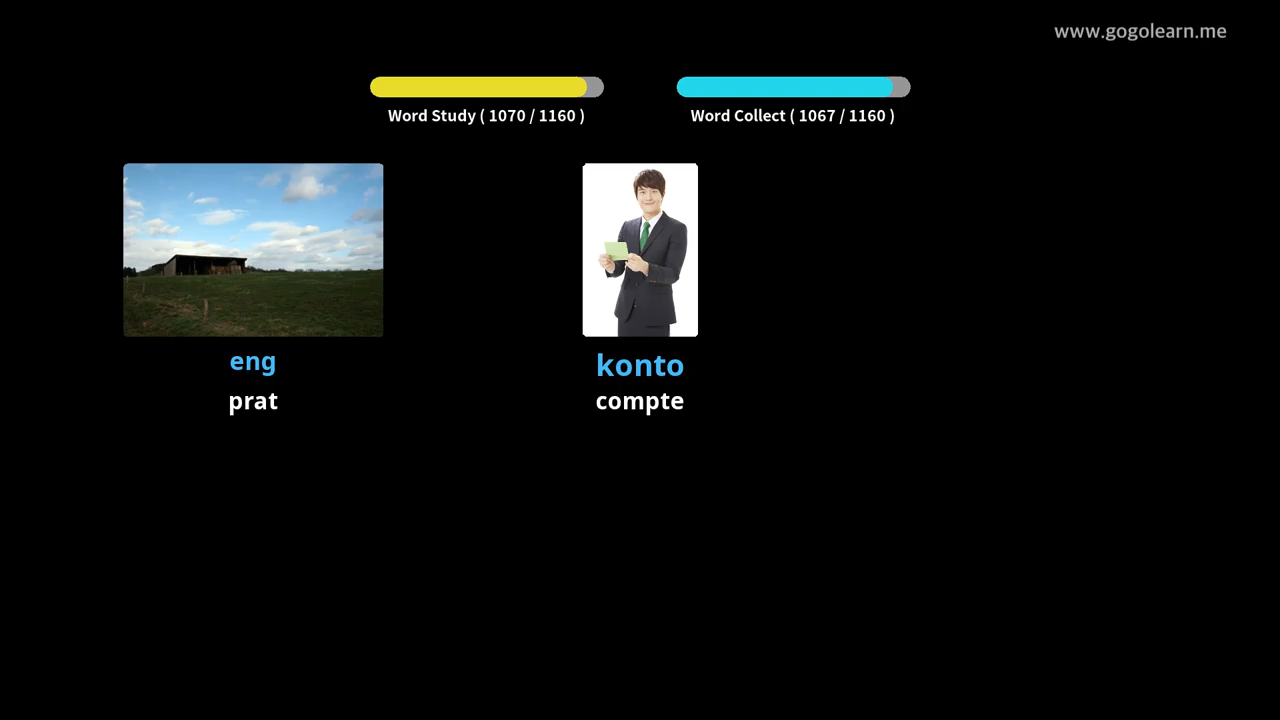 www.gogolearn.me
Word Study ( 1070 / 1160 )
Word Collect ( 1067 / 1160 )
eng
prat
konto
compte